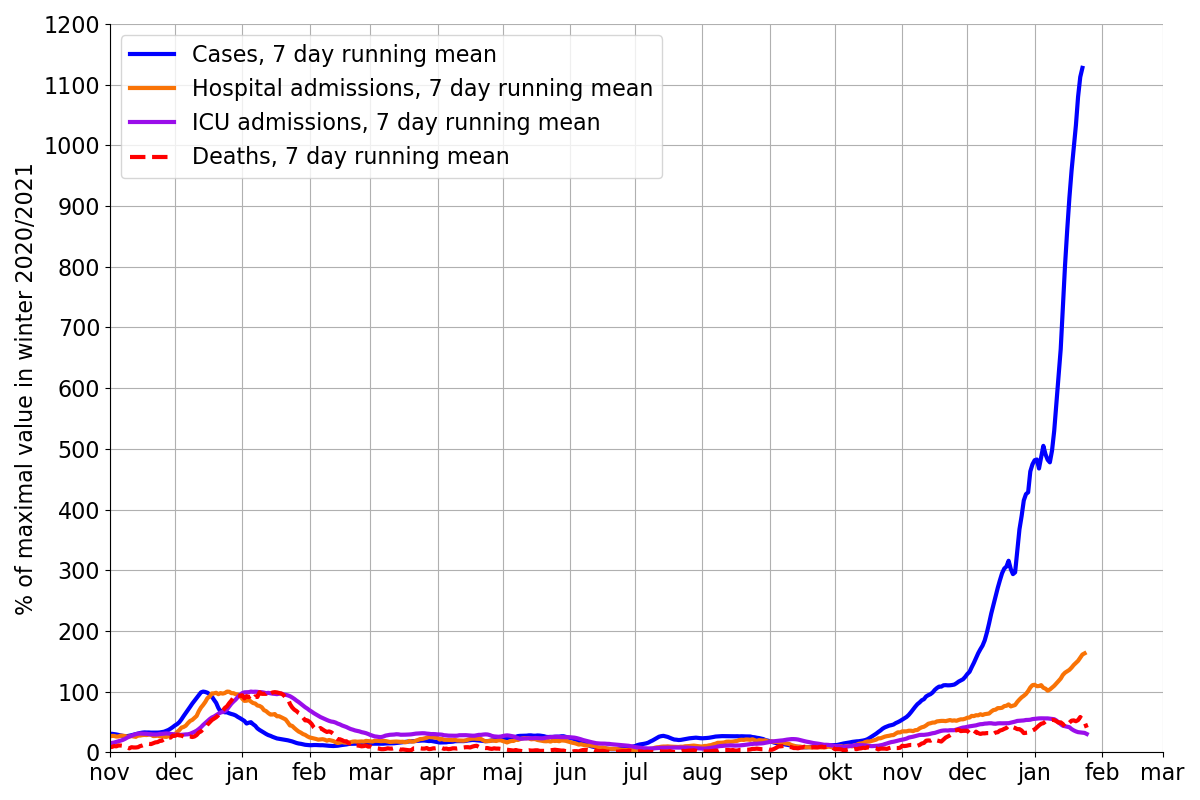 1200
1100
1000
900
800
700
600
500
400
300
200
100
0
% of maximal value in winter 2020/2021
Cases, 7 day running mean
Hospital admissions, 7 day running mean
ICU admissions, 7 day running mean
Deaths, 7 day running mean
nov dec jan feb mar apr maj jun jul aug sep okt nov dec jan feb mar